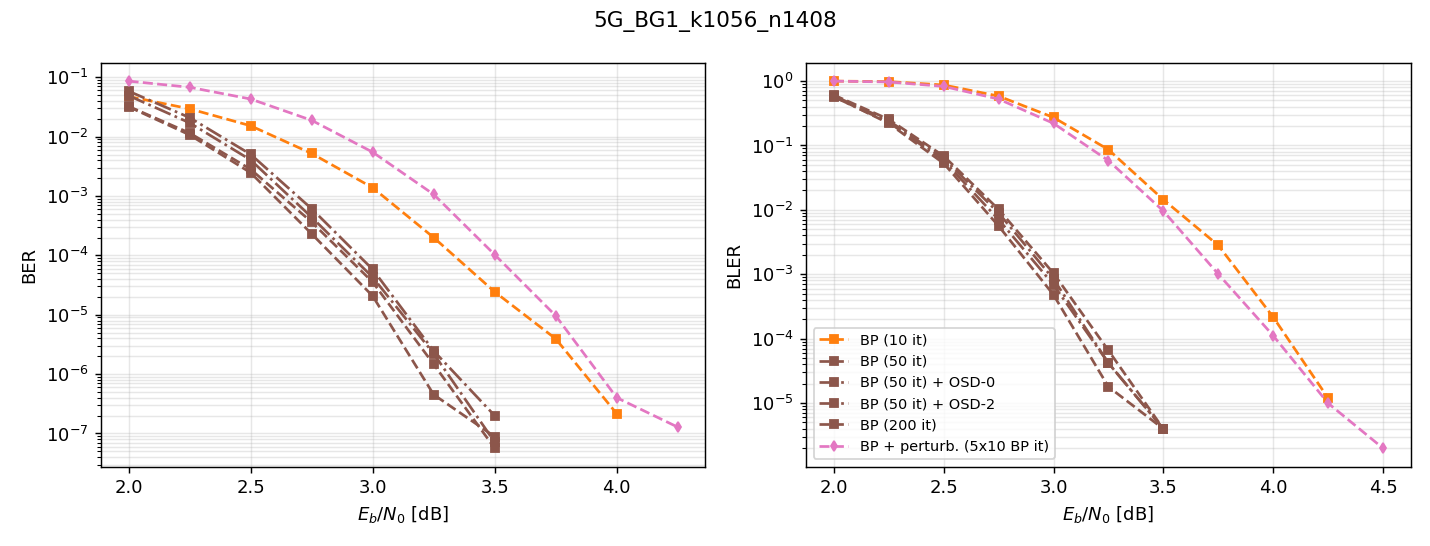 5G_BG1_k1056_n1408
10⁻¹
10⁻²
10⁻³
10⁻⁴
10⁻⁵
10⁻⁶
10⁻⁷
BER
2.0 2.5 3.0 3.5 4.0
E_b/N_0 [dB]
10⁰
10⁻¹
10⁻²
10⁻³
10⁻⁴
10⁻⁵
BLER
BP (10 it)
BP (50 it)
BP (50 it) + OSD-0
BP (50 it) + OSD-2
BP (200 it)
BP + perturb. (5x10 BP it)
2.0 2.5 3.0 3.5 4.0 4.5
E_b/N_0 [dB]